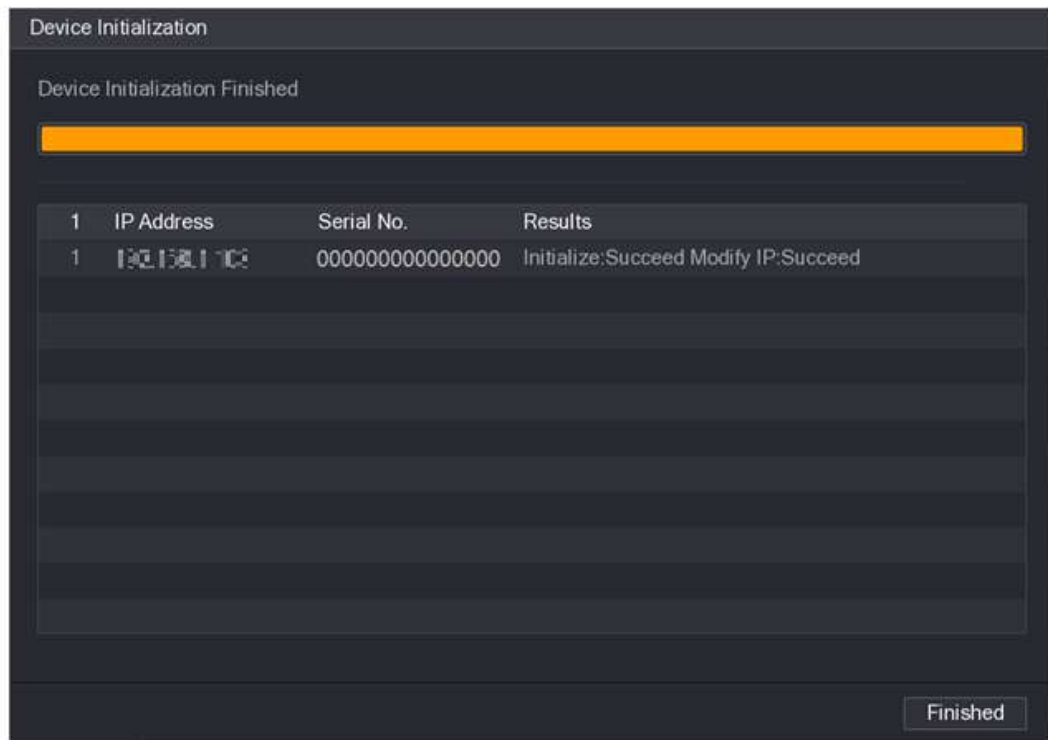 Device Initialization
Device Initialization Finished
1 IP Address Serial No. Results
1 000000000000000 Initialize:Succeed Modify IP:Succeed
Finished